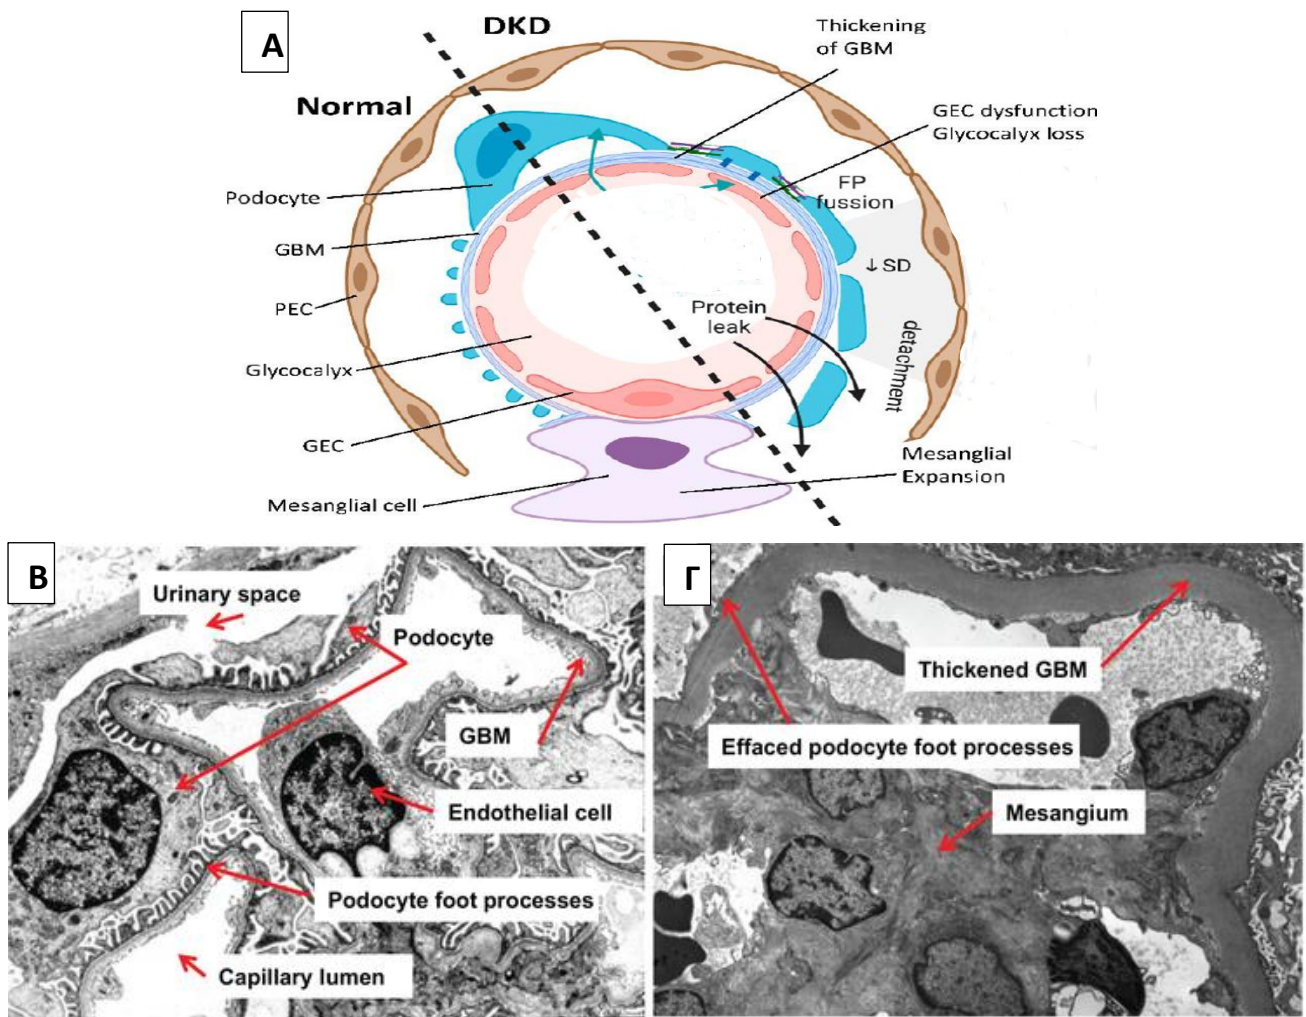 A
DKD
Normal
Thickening
of GBM
GEC dysfunction
Glycocalyx loss
FP
fussion
↓ SD
Protein
leak
detachment
Podocyte
GBM
PEC
Glycocalyx
GEC
Mesanglial cell
Mesanglial
Expansion
B
Urinary space
Podocyte
GBM
Endothelial cell
Podocyte foot processes
Capillary lumen
Γ
Thickened GBM
Effaced podocyte foot processes
Mesangium